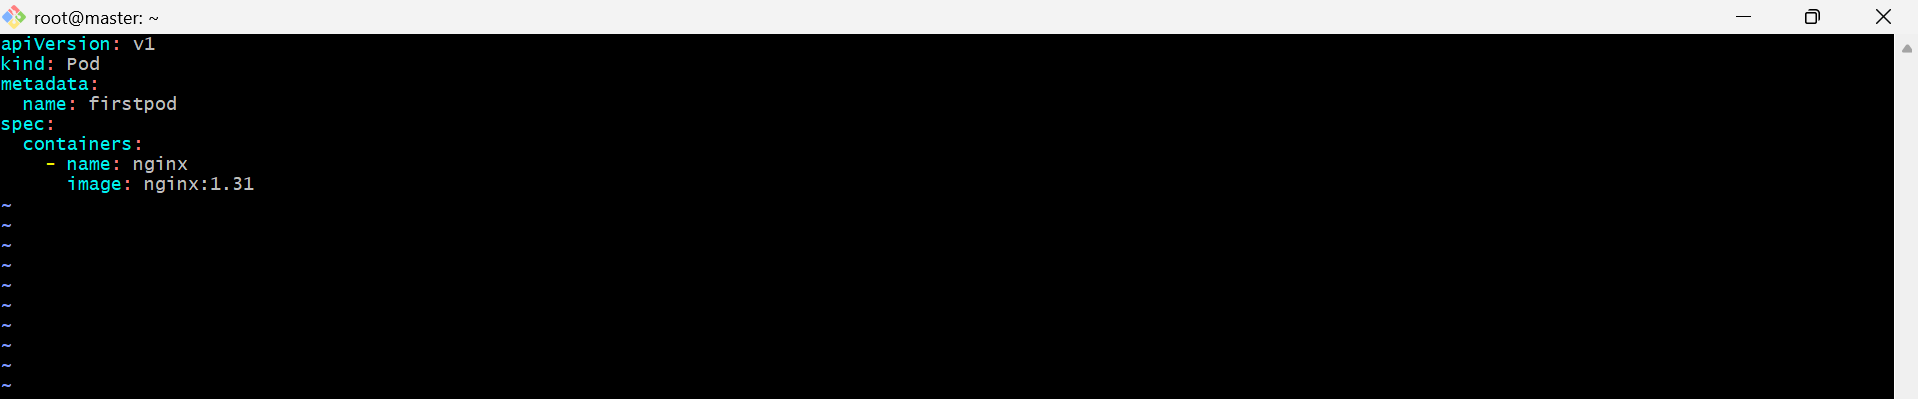 root@master: ~
apiVersion: v1
kind: Pod
metadata:
  name: firstpod
spec:
  containers:
    - name: nginx
      image: nginx:1.31
~
~
~
~
~
~
~
~
~
~